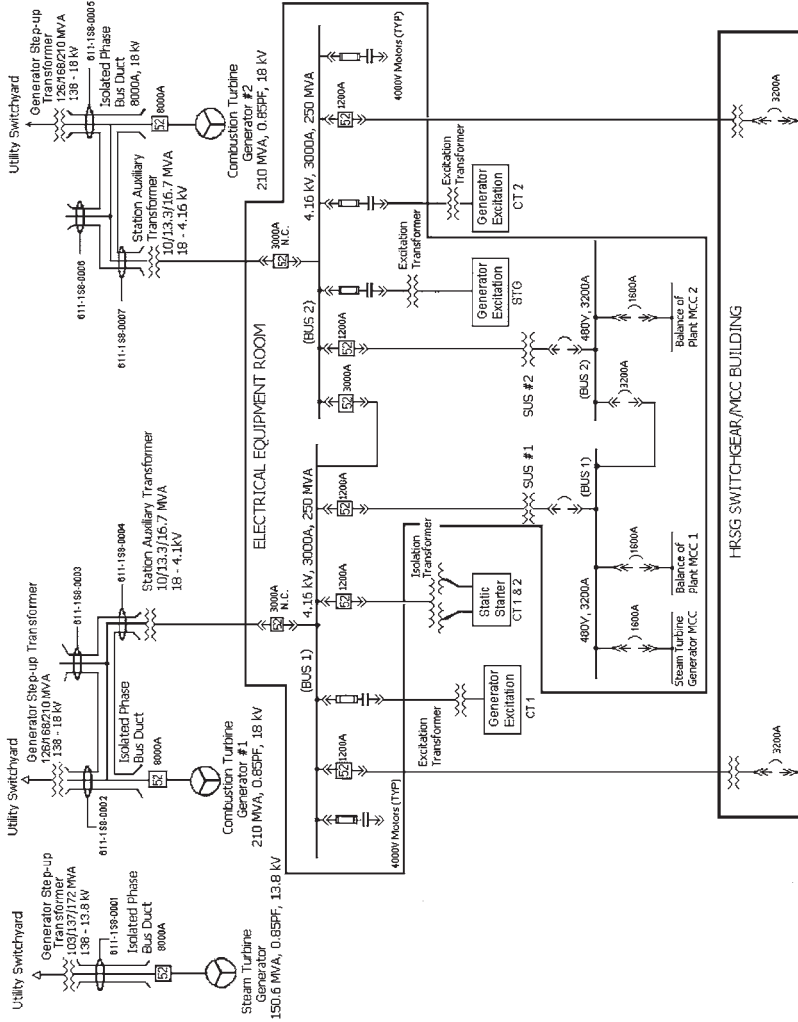 Utility Switchyard
Generator Step-up
Transformer
103/137/172 MVA
138 - 13.8 kV
611-1S8-0001
Isolated Phase
Bus Duct
8000A
52
Steam Turbine
Generator
150.6 MVA, 0.85PF, 13.8 kV
Utility Switchyard
Generator Step-up Transformer
126/168/210 MVA
138 - 18 kV
611-1S8-0002
611-1S8-0003
611-1S8-0004
Isolated Phase
Bus Duct
8000A
52
Combustion Turbine
Generator #1
210 MVA, 0.85PF, 18 kV
Station Auxiliary Transformer
10/13.3/16.7 MVA
18 - 4.1kV
Utility Switchyard
Generator Step-up
Transformer
126/168/210 MVA
138 - 18 kV
611-1S8-0005
Isolated Phase
Bus Duct
8000A, 18 kV
52 8000A
Combustion Turbine
Generator #2
210 MVA, 0.85PF, 18 kV
611-1S8-0006
611-1S8-0007
Station Auxiliary
Transformer
10/13.3/16.7 MVA
18 - 4.16 kV
ELECTRICAL EQUIPMENT ROOM
52
3000A
N.C.
52
3000A
N.C.
(BUS 1)
4.16 kV, 3000A, 250 MVA
(BUS 2)
4.16 kV, 3000A, 250 MVA
4000V Motors (TYP)
52
1200A
52
1200A
52
1200A
52
3000A
52
1200A
52
1200A
4000V Motors (TYP)
Excitation
Transformer
Generator
Excitation
CT 1
Isolation
Transformer
Static
Starter
CT 1 & 2
Excitation
Transformer
Generator
Excitation
STG
Excitation
Transformer
Generator
Excitation
CT 2
SUS #1
SUS #2
480V, 3200A
(BUS 1)
(BUS 2)
480V, 3200A
1600A
Steam Turbine
Generator MCC
1600A
Balance of
Plant MCC 1
3200A
1600A
Balance of
Plant MCC 2
HRSG SWITCHGEAR/MCC BUILDING
3200A
3200A